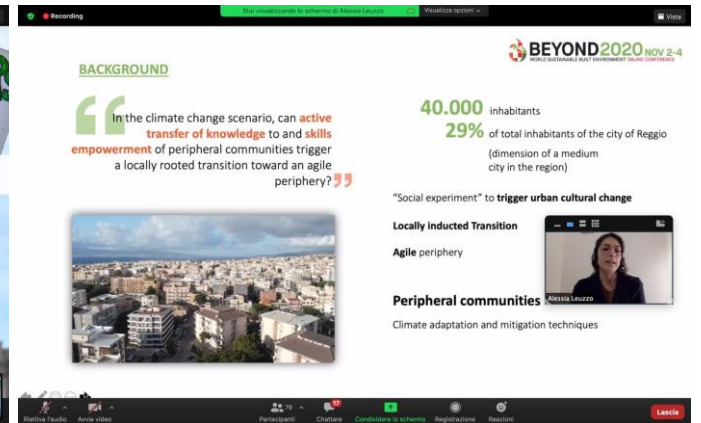 Recording
Stai visualizzando lo schermo di Alessia Leuzzo
Visualizza opzioni
Vista
BEYOND2020 NOV 2-4
WORLD SUSTAINABLE BUILT ENVIRONMENT ONLINE CONFERENCE
BACKGROUND
In the climate change scenario, can active
transfer of knowledge to and skills
empowerment of peripheral communities trigger
a locally rooted transition toward an agile
periphery?
40.000 inhabitants
29% of total inhabitants of the city of Reggio
(dimension of a medium
city in the region)
“Social experiment” to trigger urban cultural change
Locally inducted Transition
Agile periphery
Peripheral communities
Climate adaptation and mitigation techniques
Alessia Leuzzo
Riattiva l'audio
Avvia video
79
Partecipanti
17
Chattare
Condividere lo schermo
Registrazione
Reazioni
Lascia